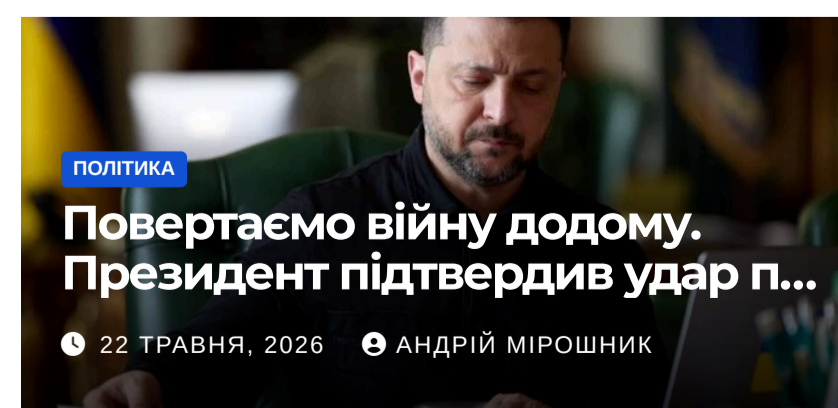 ПОЛІТИКА
Повертаємо війну додому.
Президент підтвердив удар п...
22 ТРАВНЯ, 2026 АНДРІЙ МІРОШНИК